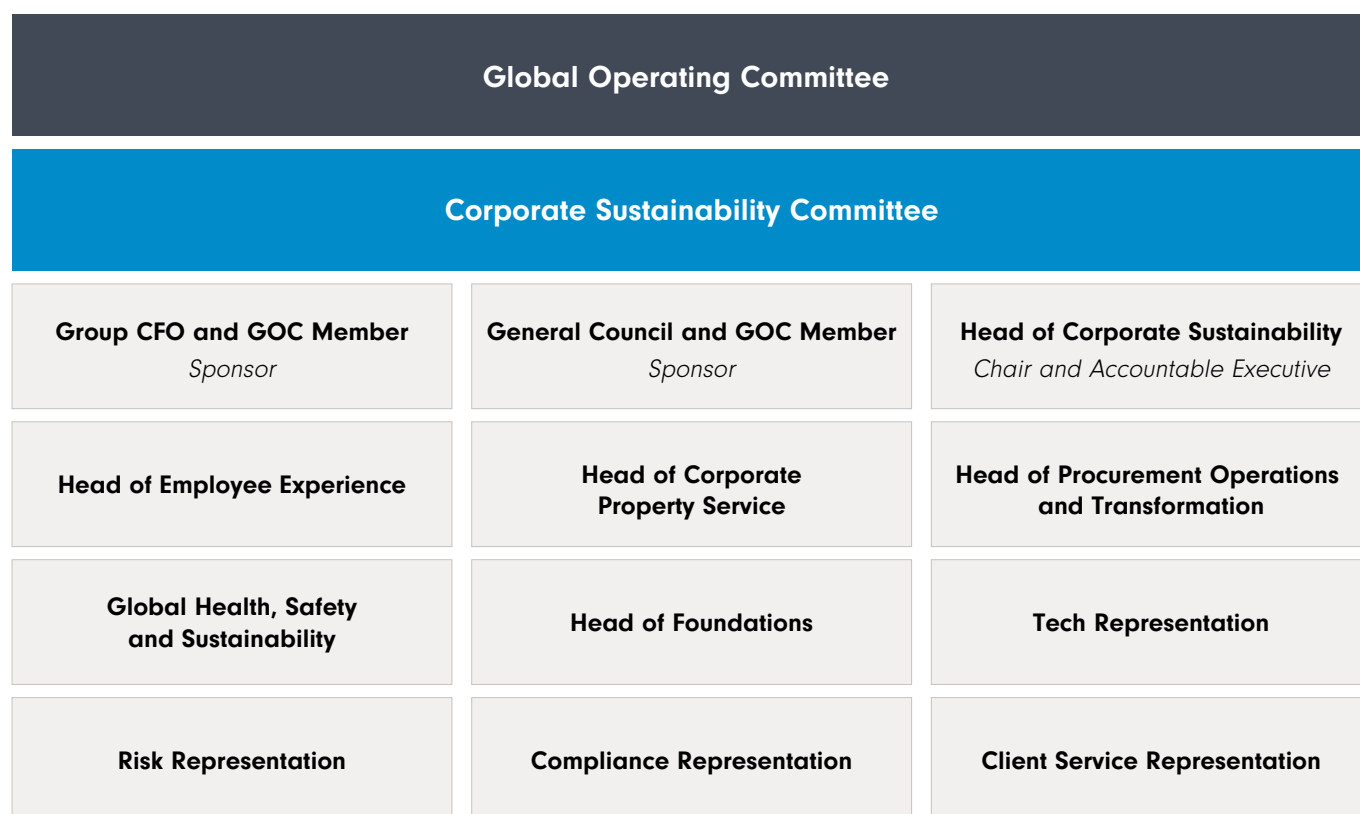 Global Operating Committee
Corporate Sustainability Committee
Group CFO and GOC Member
Sponsor
General Council and GOC Member
Sponsor
Head of Corporate Sustainability
Chair and Accountable Executive
Head of Employee Experience
Head of Corporate
Property Service
Head of Procurement Operations
and Transformation
Global Health, Safety
and Sustainability
Head of Foundations
Tech Representation
Risk Representation
Compliance Representation
Client Service Representation